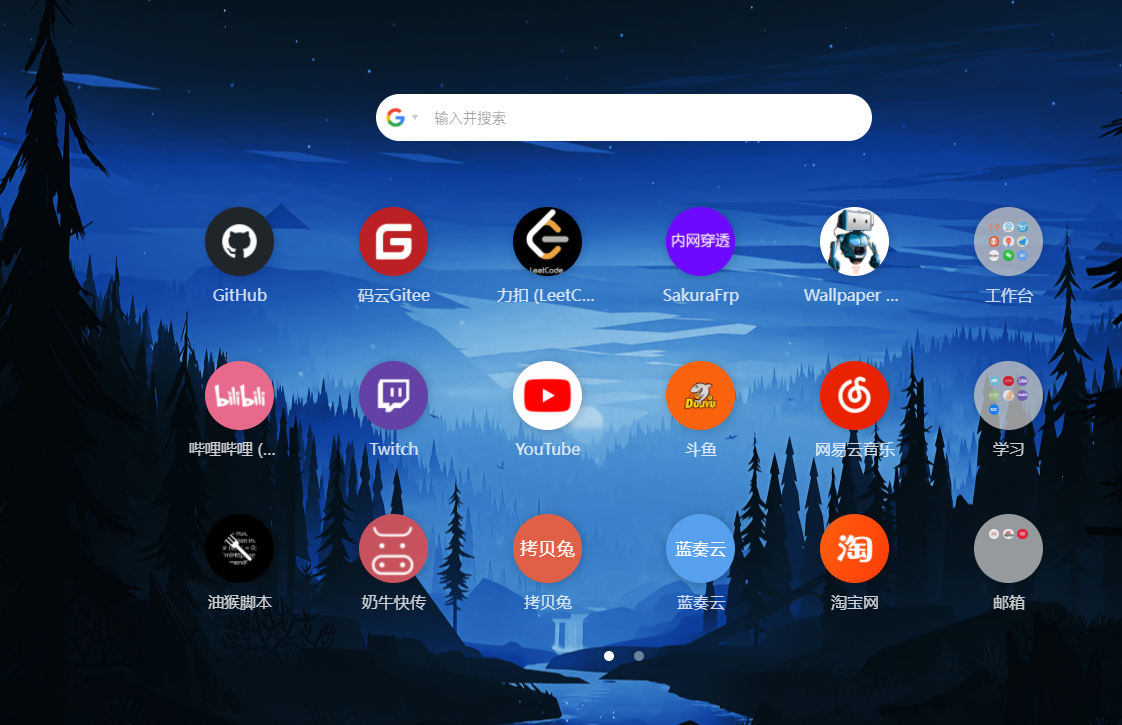 输入并搜索
LeetCode
内网穿透
GitHub
码云Gitee
力扣 (LeetC...
SakuraFrp
Wallpaper ...
工作台
bilibili
DOUYU
哔哩哔哩 (...
Twitch
YouTube
斗鱼
网易云音乐
学习
拷贝兔
蓝奏云
淘
油猴脚本
奶牛快传
拷贝兔
蓝奏云
淘宝网
邮箱